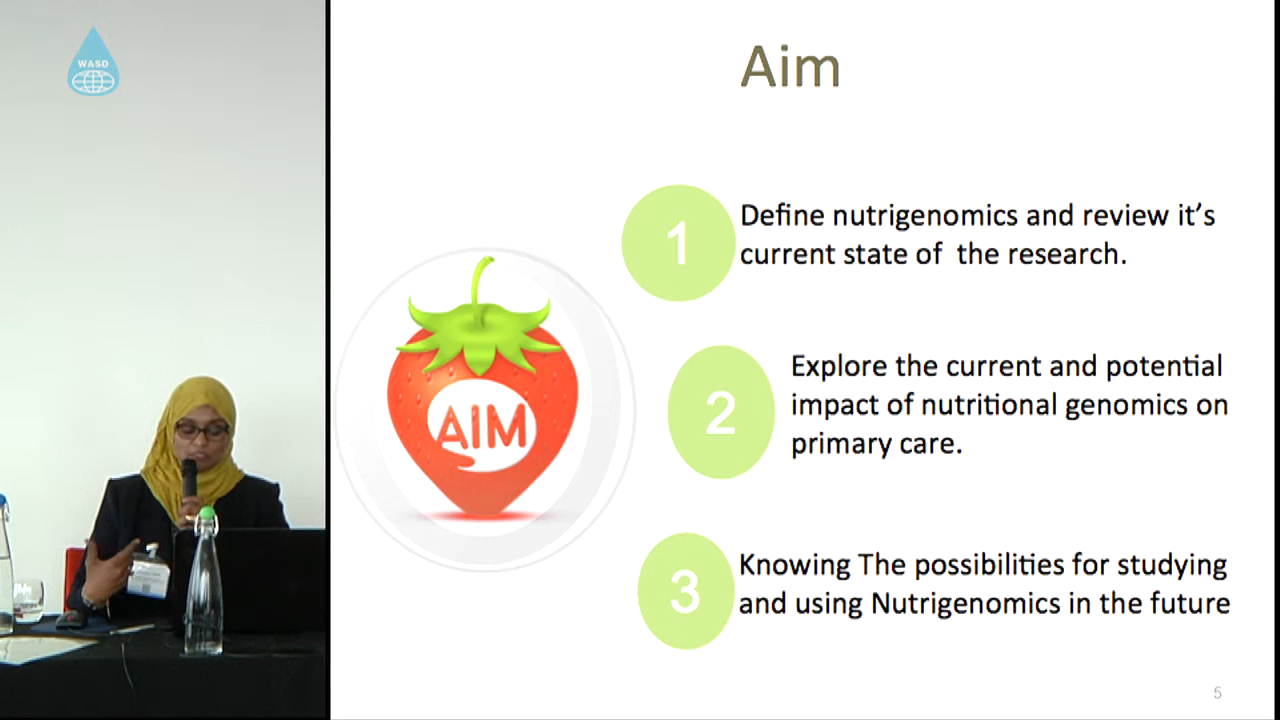 WASD
Aim
1
Define nutrigenomics and review it’s
current state of  the research.
AIM
2
Explore the current and potential
impact of nutritional genomics on
primary care.
3
Knowing The possibilities for studying
and using Nutrigenomics in the future
5